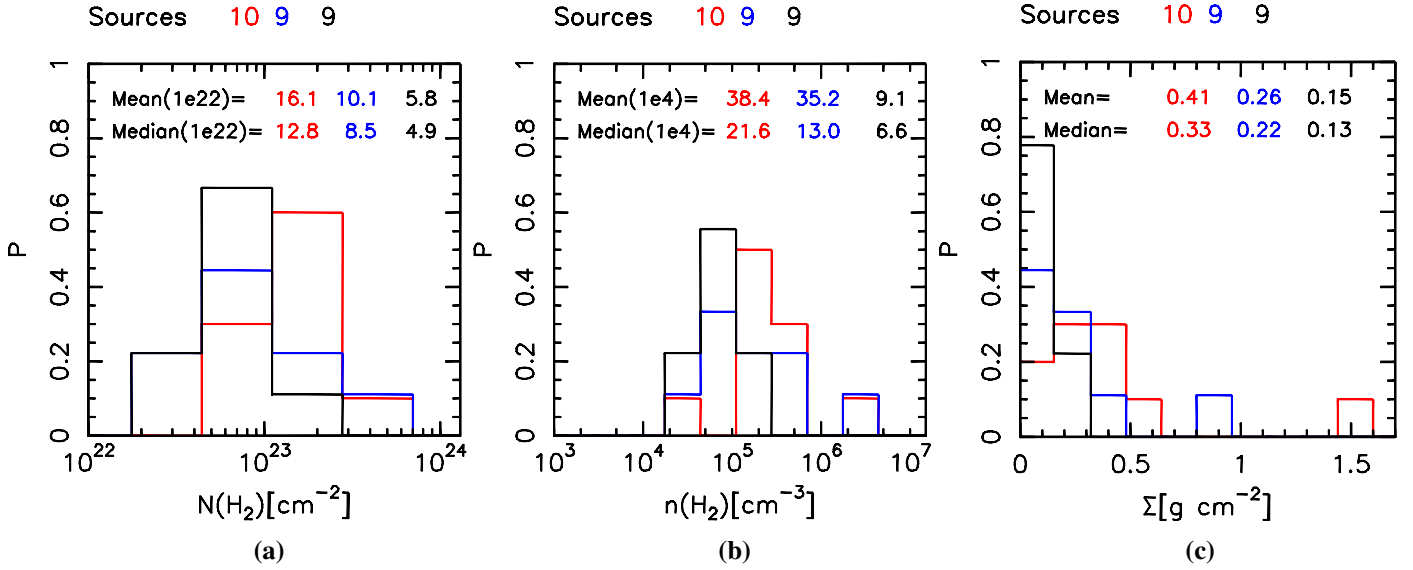 Sources 10 9 9
Mean(1e22)= 16.1 10.1 5.8
Median(1e22)= 12.8 8.5 4.9
P
0 0.2 0.4 0.6 0.8 1
10^22 10^23 10^24
N(H_2)[cm^-2]
(a)
Sources 10 9 9
Mean(1e4)= 38.4 35.2 9.1
Median(1e4)= 21.6 13.0 6.6
P
0 0.2 0.4 0.6 0.8 1
10^3 10^4 10^5 10^6 10^7
n(H_2)[cm^-3]
(b)
Sources 10 9 9
Mean= 0.41 0.26 0.15
Median= 0.33 0.22 0.13
P
0 0.2 0.4 0.6 0.8 1
0 0.5 1 1.5
Σ[g cm^-2]
(c)